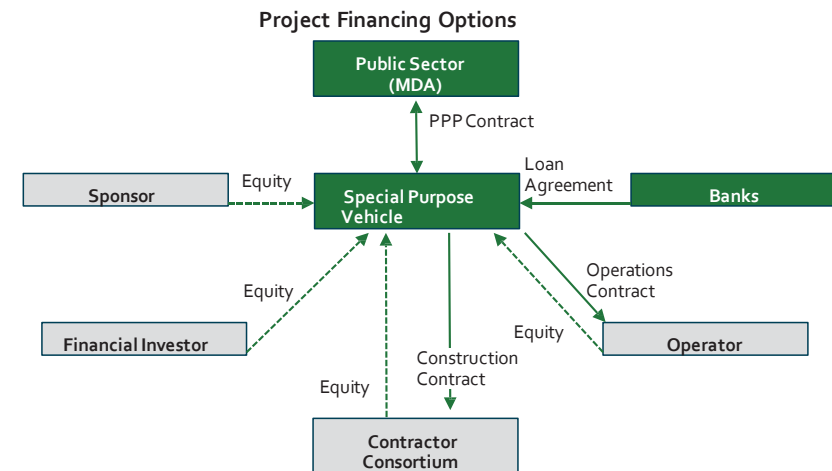 Project Financing Options
Public Sector
(MDA)
PPP Contract
Loan
Agreement
Equity
Sponsor
Special Purpose
Vehicle
Banks
Operations
Contract
Equity
Equity
Financial Investor
Operator
Construction
Contract
Equity
Contractor
Consortium